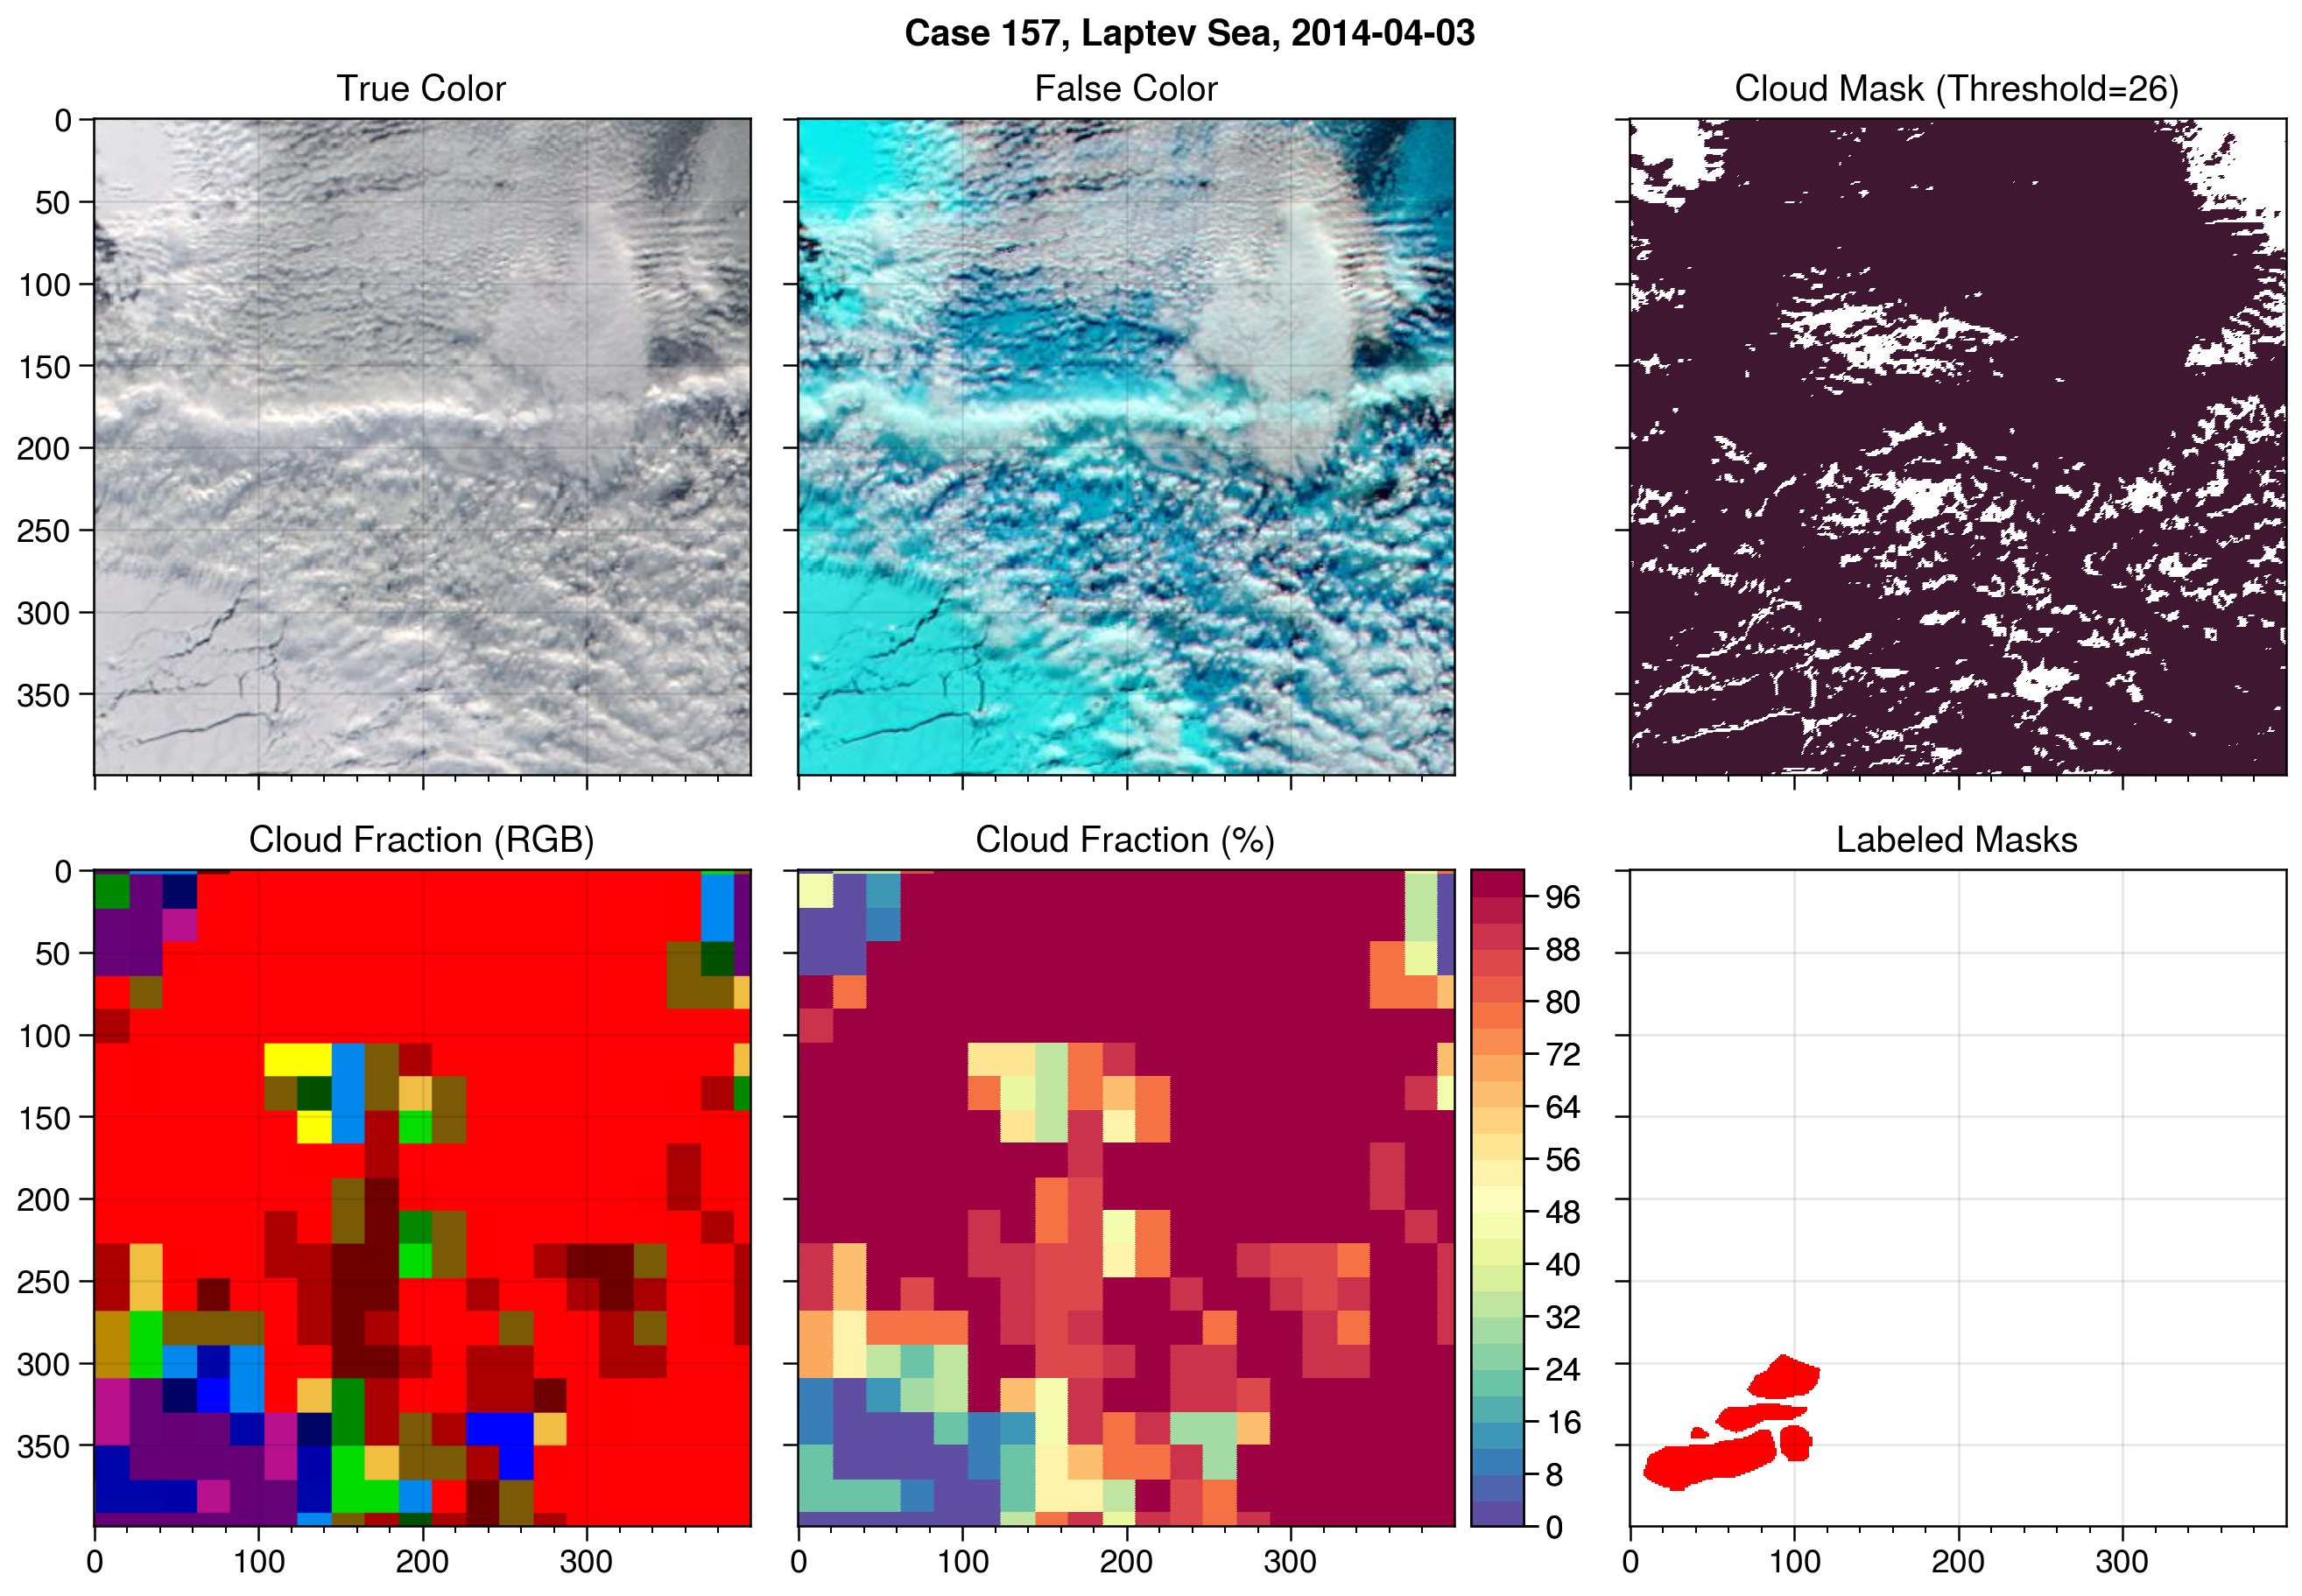 Case 157, Laptev Sea, 2014-04-03
True Color
False Color
Cloud Mask (Threshold=26)
0
50
100
150
200
250
300
350
Cloud Fraction (RGB)
Cloud Fraction (%)
Labeled Masks
0
50
100
150
200
250
300
350
96
88
80
72
64
56
48
40
32
24
16
8
0
0 100 200 300
0 100 200 300
0 100 200 300